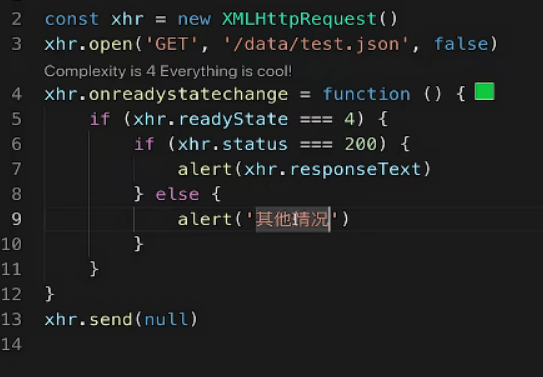 2 const xhr = new XMLHttpRequest()
3 xhr.open('GET', '/data/test.json', false)
Complexity is 4 Everything is cool!
4 xhr.onreadystatechange = function () {
5 if (xhr.readyState === 4) {
6 if (xhr.status === 200) {
7 alert(xhr.responseText)
8 } else {
9 alert('其他情况')
10 }
11 }
12 }
13 xhr.send(null)
14